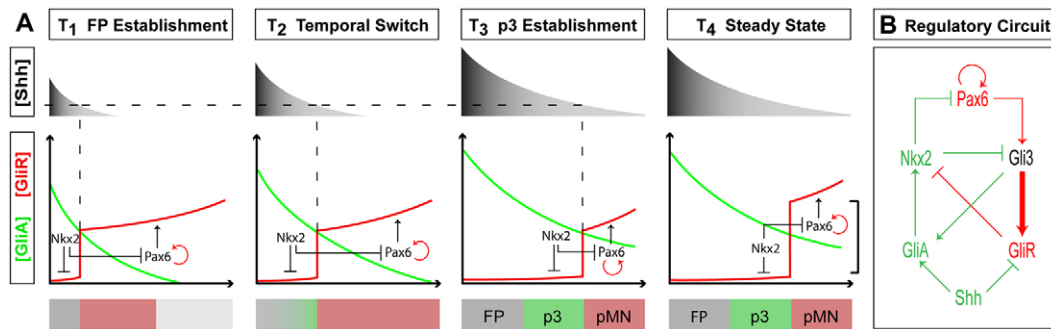 A
T1 FP Establishment
T2 Temporal Switch
T3 p3 Establishment
T4 Steady State
B Regulatory Circuit
[Shh]
[GliA] [GliR]
Nkx2
Pax6
Nkx2
Pax6
Nkx2
Pax6
Nkx2
Pax6
FP
p3
pMN
FP
p3
pMN
Pax6
Nkx2
Gli3
GliA
GliR
Shh